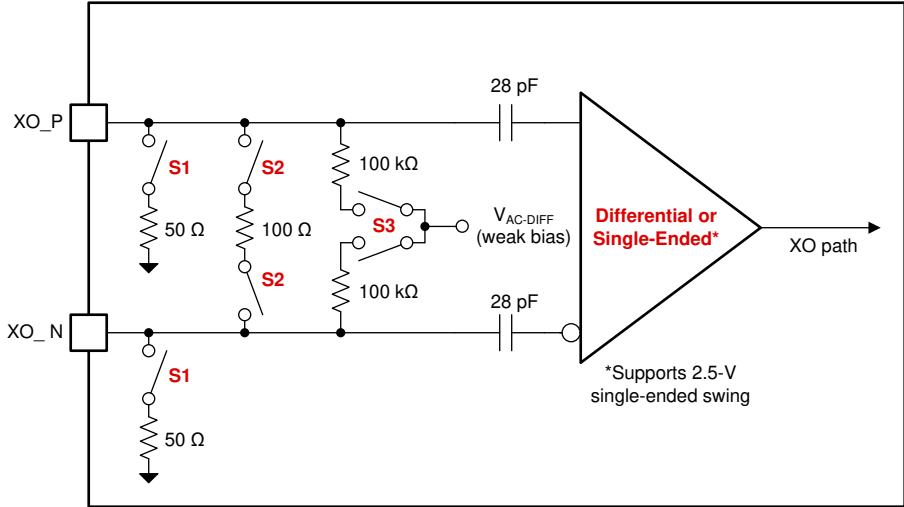 28 pF
XO_P
S1
S2
100 kΩ
50 Ω
100 Ω
S3
VAC-DIFF
(weak bias)
Differential or
Single-Ended*
XO path
S2
100 kΩ
28 pF
XO_ N
S1
*Supports 2.5-V
single-ended swing
50 Ω